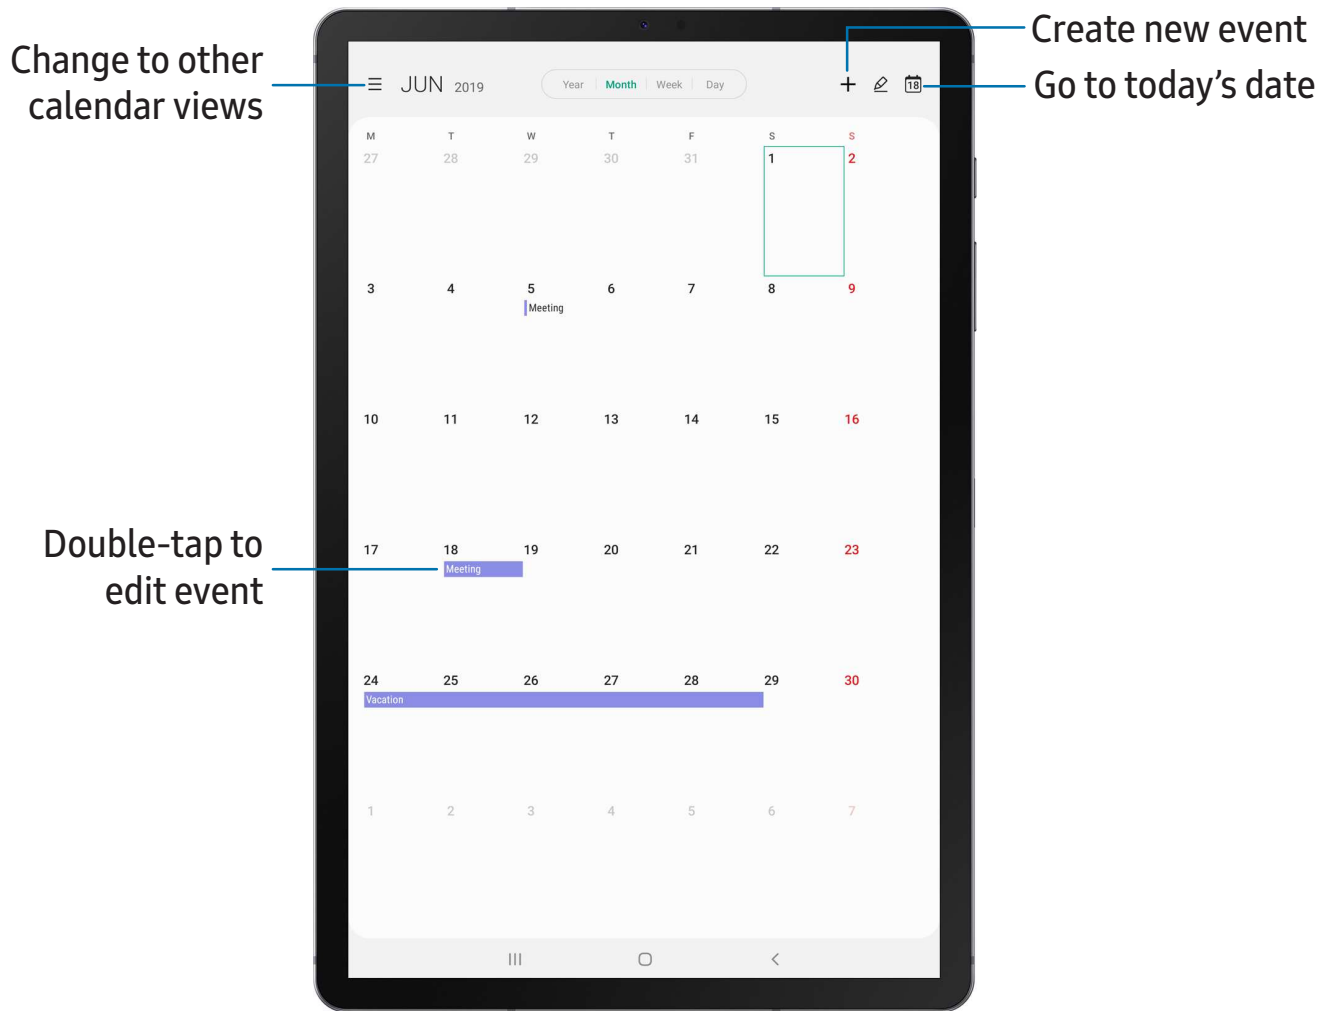 Create new event
Change to other
calendar views
Go to today's date
JUN 2019
Year Month Week Day
18
M T W T F S S
27 28 29 30 31 1 2
3 4 5 6 7 8 9
Meeting
10 11 12 13 14 15 16
Double-tap to
edit event
17 18 19 20 21 22 23
Meeting
24 25 26 27 28 29 30
Vacation
1 2 3 4 5 6 7